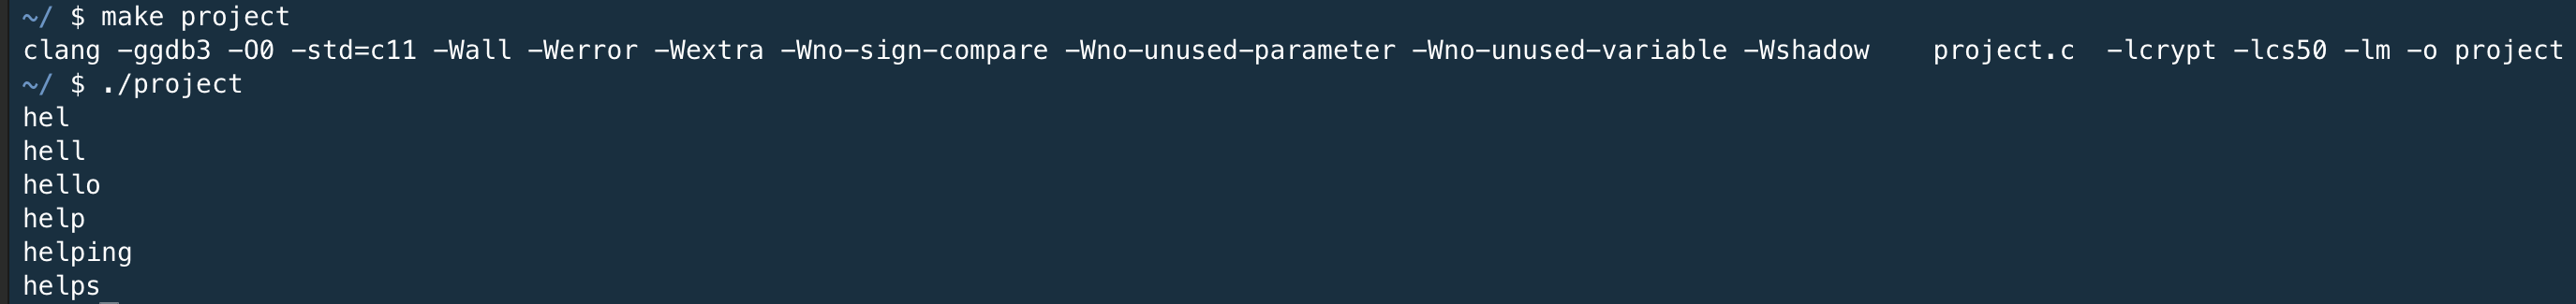 ~/ $ make project
clang -ggdb3 -O0 -std=c11 -Wall -Werror -Wextra -Wno-sign-compare -Wno-unused-parameter -Wno-unused-variable -Wshadow    project.c  -lcrypt -lcs50 -lm -o project
~/ $ ./project
hel
hell
hello
help
helping
helps